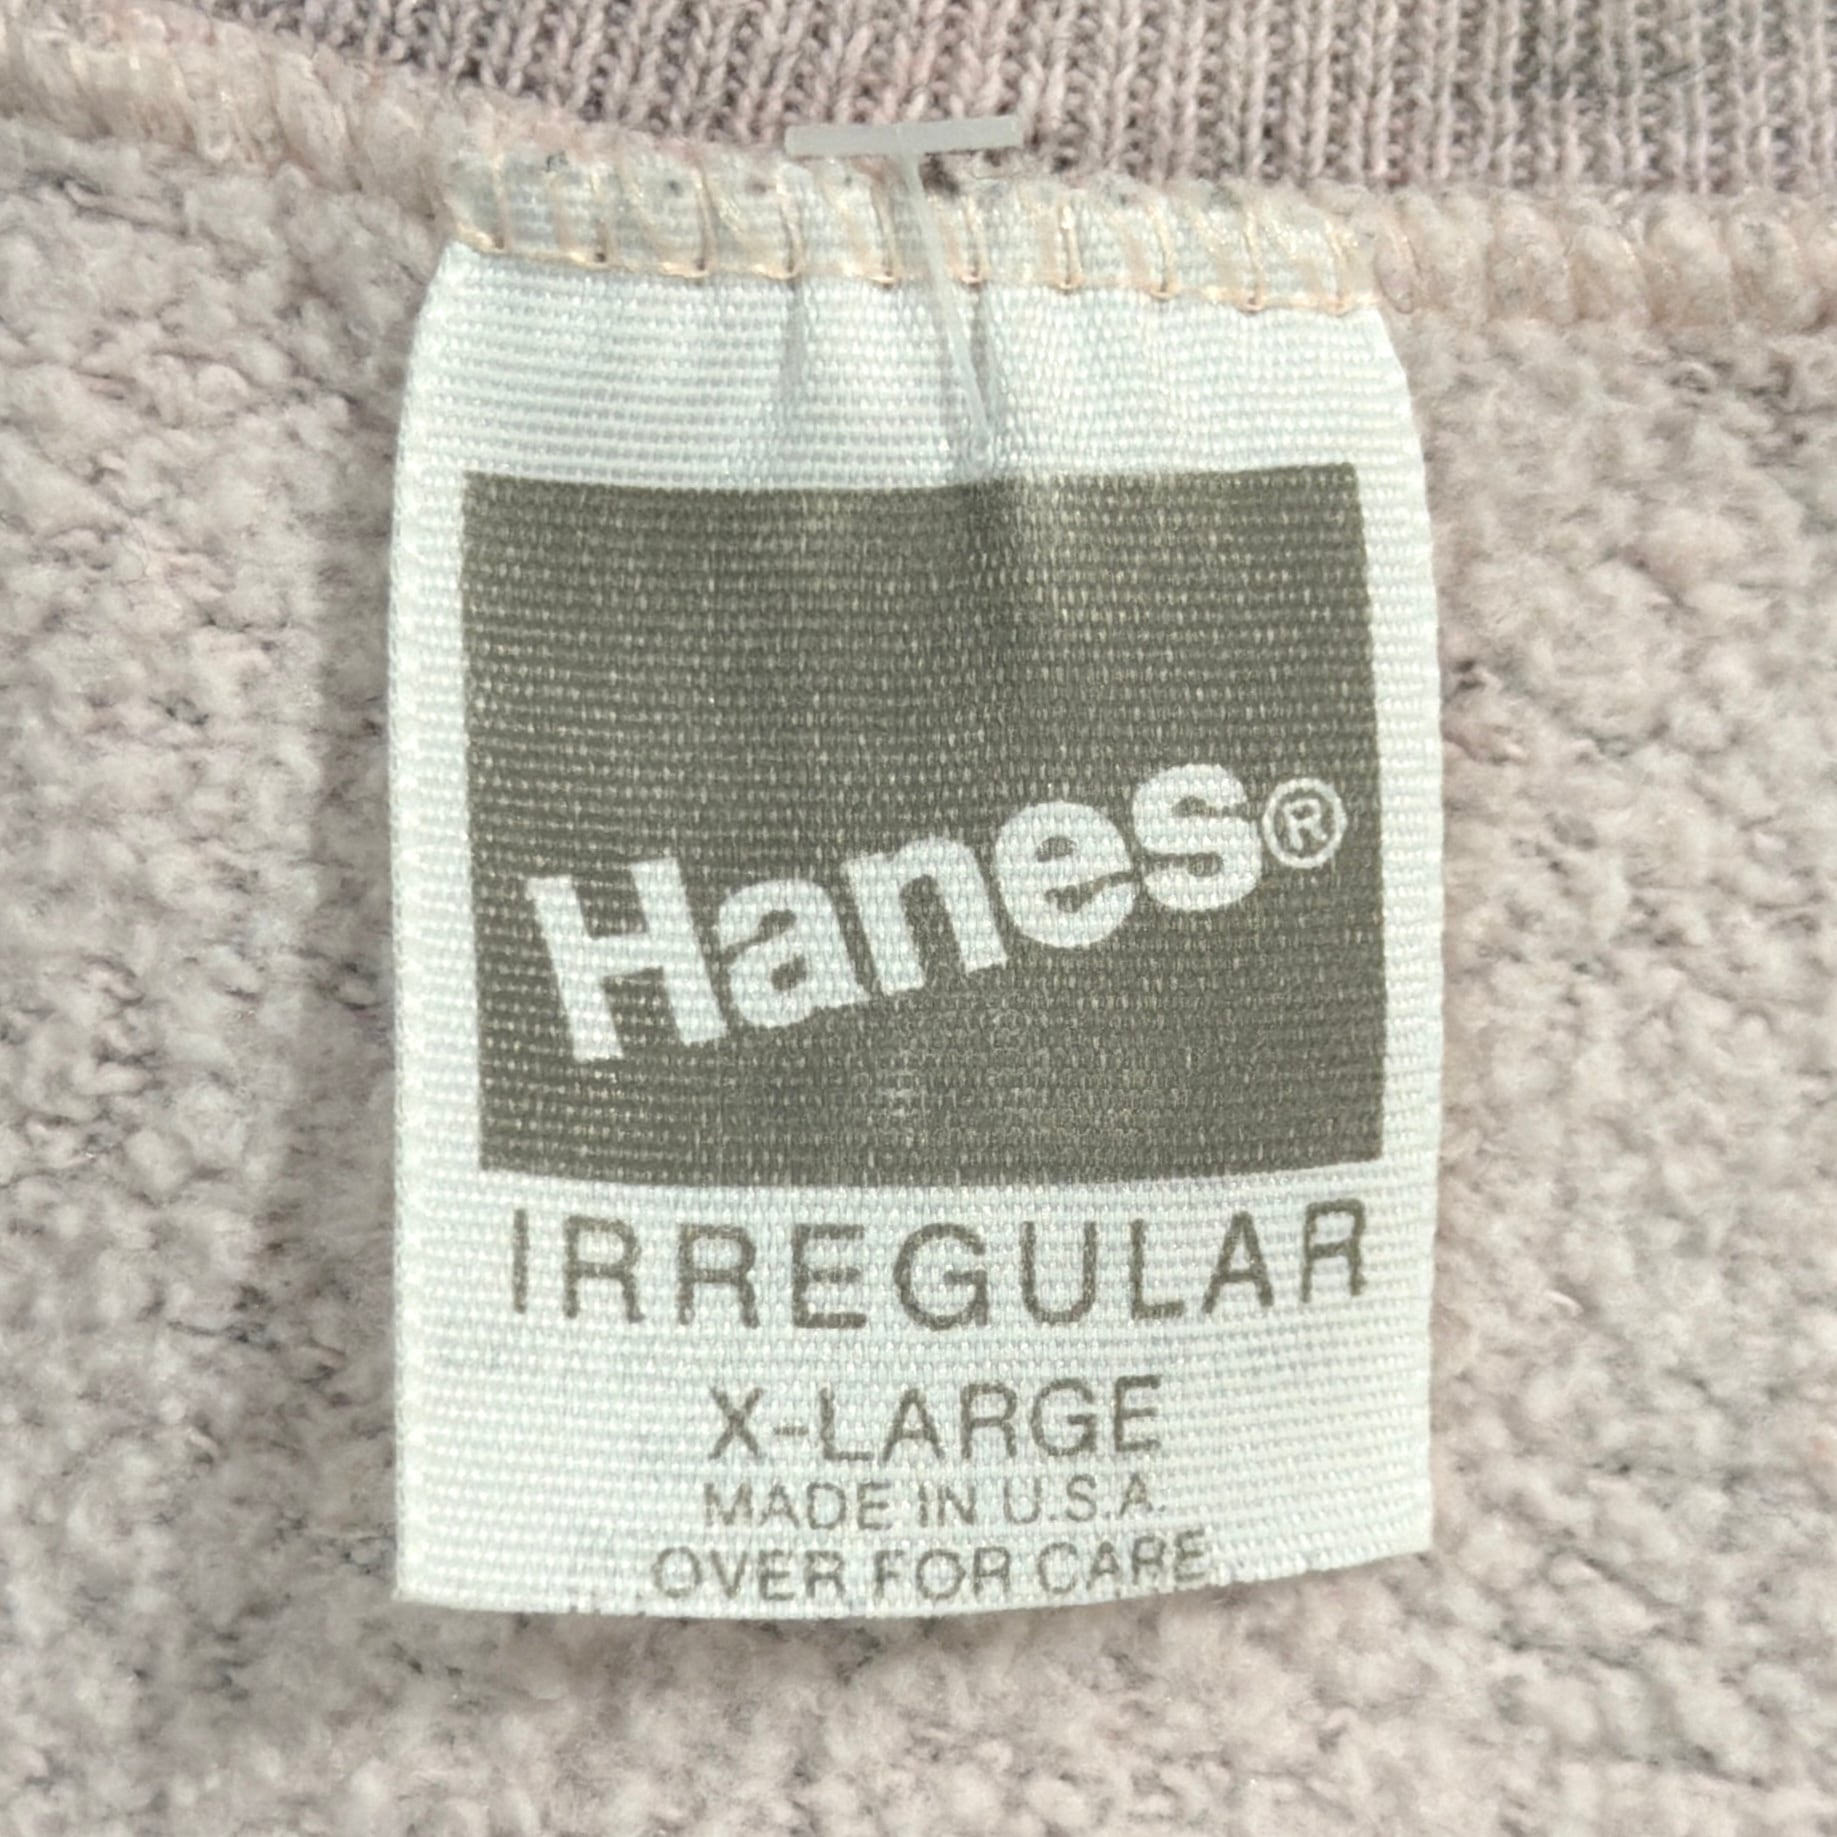 Hanes®
IRREGULAR
X-LARGE
MADE IN U.S.A.
OVER FOR CARE